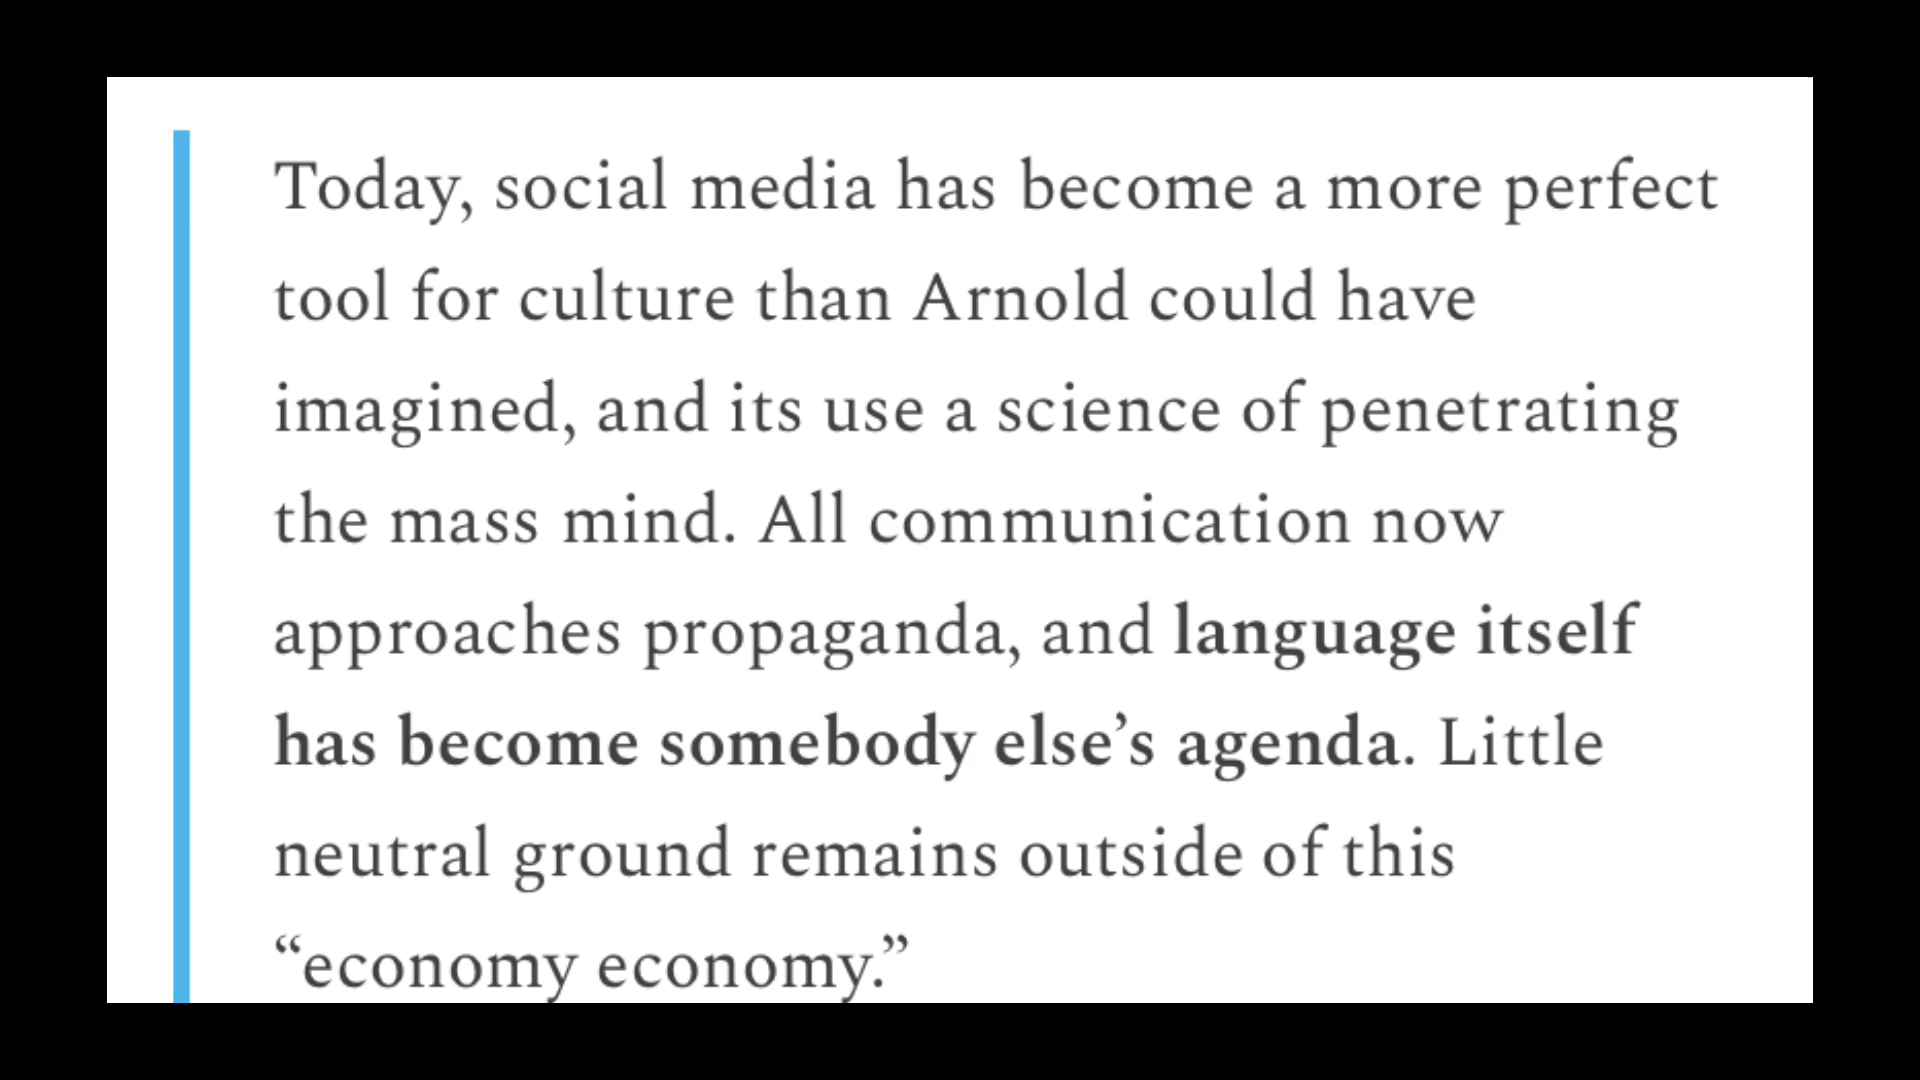 Today, social media has become a more perfect
tool for culture than Arnold could have
imagined, and its use a science of penetrating
the mass mind. All communication now
approaches propaganda, and language itself
has become somebody else’s agenda. Little
neutral ground remains outside of this
“economy economy.”